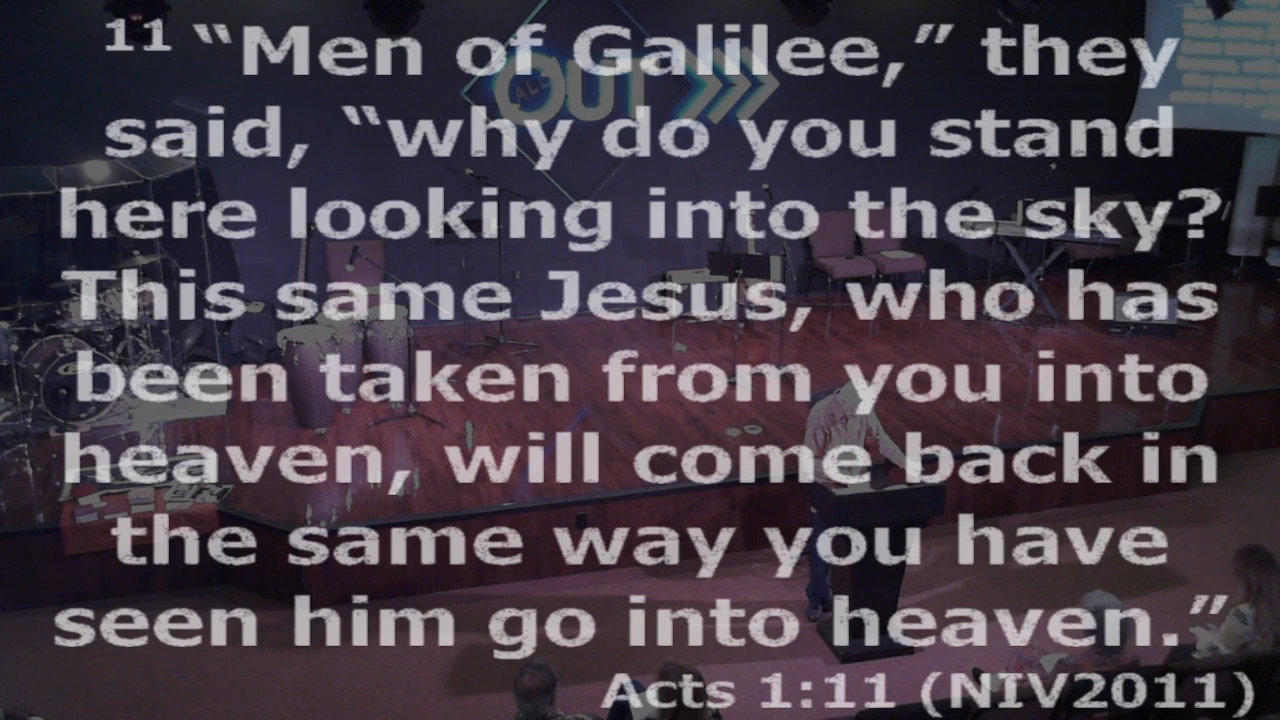 11 “Men of Galilee,” they
said, “why do you stand
here looking into the sky?
This same Jesus, who has
been taken from you into
heaven, will come back in
the same way you have
seen him go into heaven.”
Acts 1:11 (NIV2011)
ALL
OUT